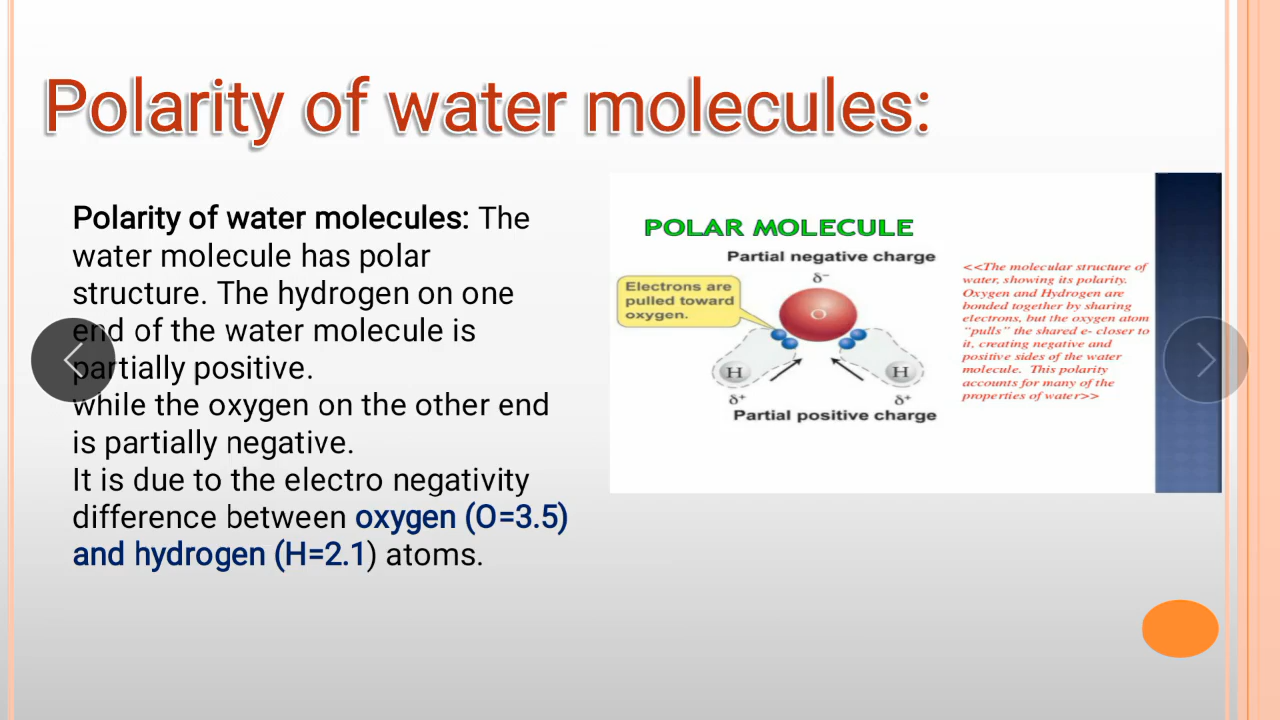 Polarity of water molecules:
Polarity of water molecules: The
water molecule has polar
structure. The hydrogen on one
end of the water molecule is
partially positive.
while the oxygen on the other end
is partially negative.
It is due to the electro negativity
difference between oxygen (O=3.5)
and hydrogen (H=2.1) atoms.
POLAR MOLECULE
Partial negative charge
δ⁻
Electrons are
pulled toward
oxygen.
O
H
H
δ⁺
δ⁺
Partial positive charge
<<The molecular structure of
water, showing its polarity.
Oxygen and Hydrogen are
bonded together by sharing
electrons, but the oxygen atom
"pulls" the shared e- closer to
it, creating negative and
positive sides of the water
molecule. This polarity
accounts for many of the
properties of water>>